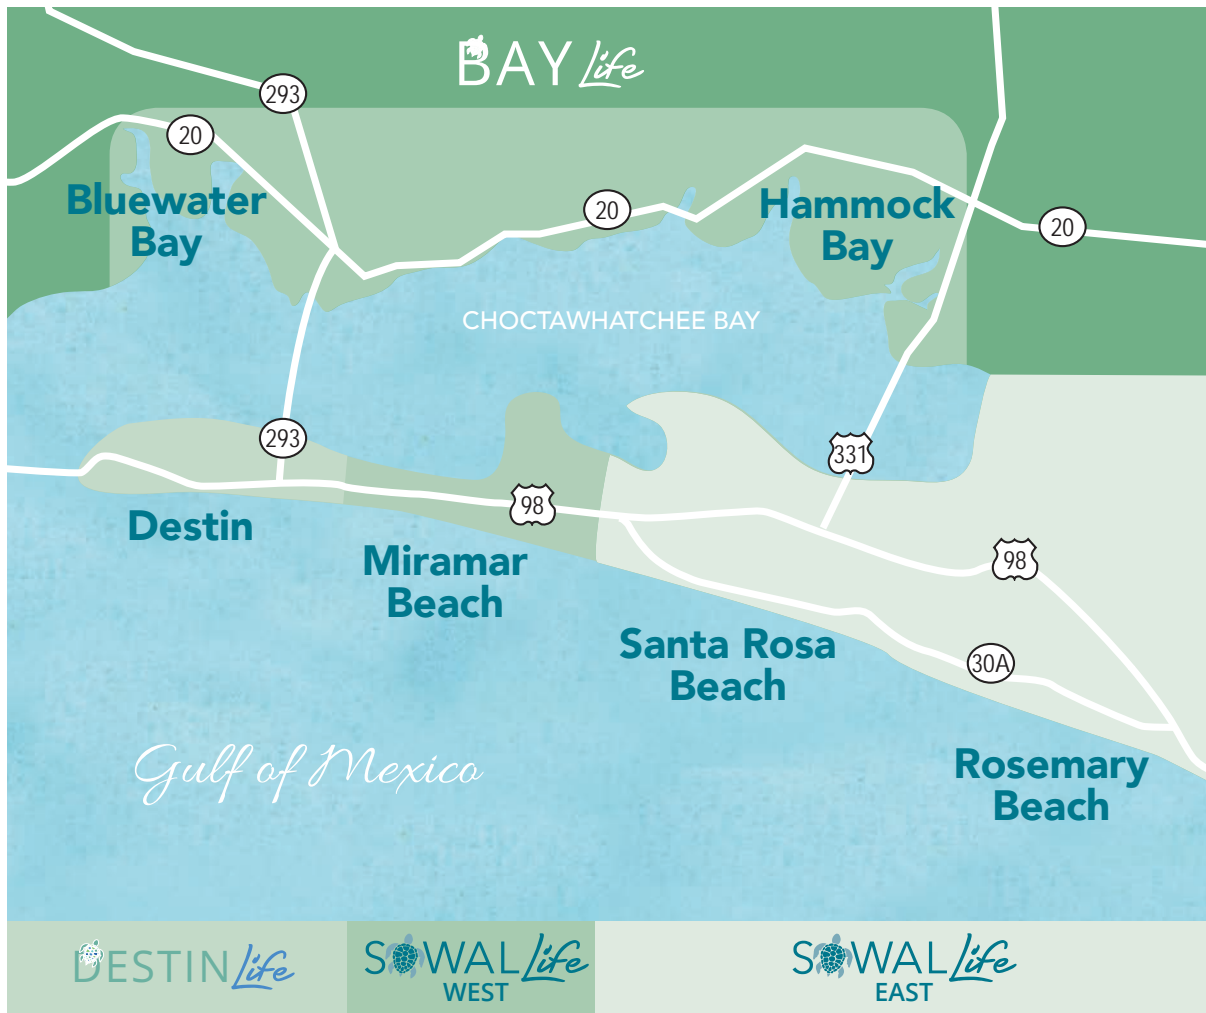 BAY Life
293
20
Bluewater
Bay
20
Hammock
Bay
20
CHOCTAWHATCHEE BAY
293
331
98
Destin
Miramar
Beach
98
Santa Rosa
Beach
30A
Gulf of Mexico
Rosemary
Beach
DESTIN Life
SOWAL Life
WEST
SOWAL Life
EAST